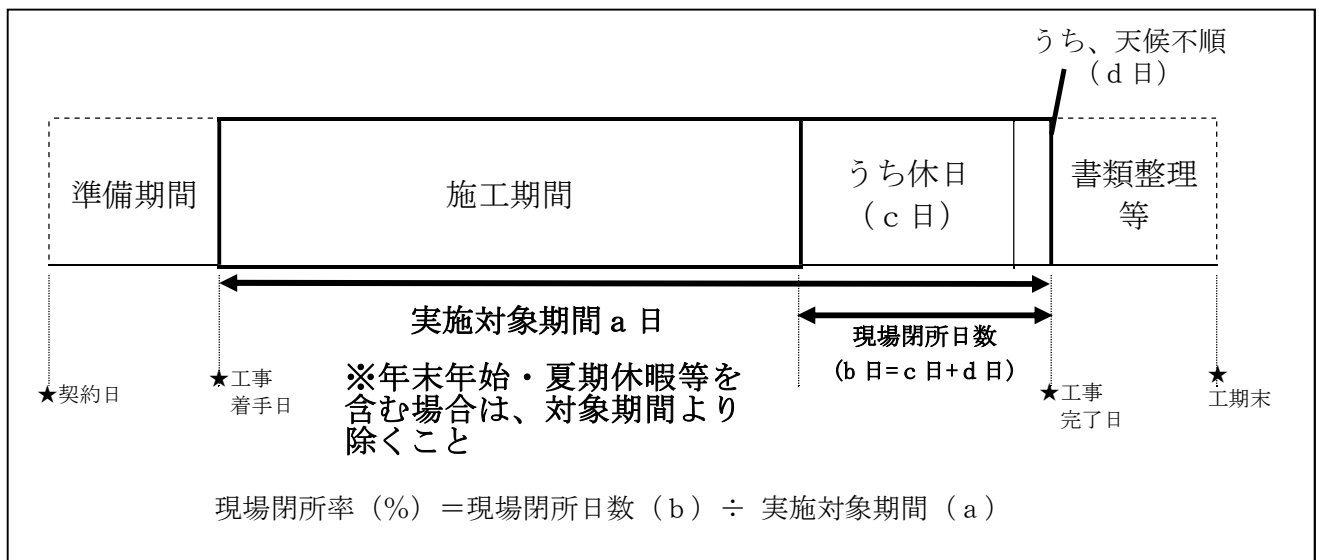 うち、天候不順
（ｄ日）
準備期間
施工期間
うち休日
（ｃ日）
書類整理
等
実施対象期間 a 日
現場閉所日数
(b 日=c 日+d 日)
※年末年始・夏期休暇等を
含む場合は、対象期間より
除くこと
★契約日
★工事
着手日
★工事
完了日
★
工期末
現場閉所率（％）＝現場閉所日数（ｂ）÷ 実施対象期間（ａ）